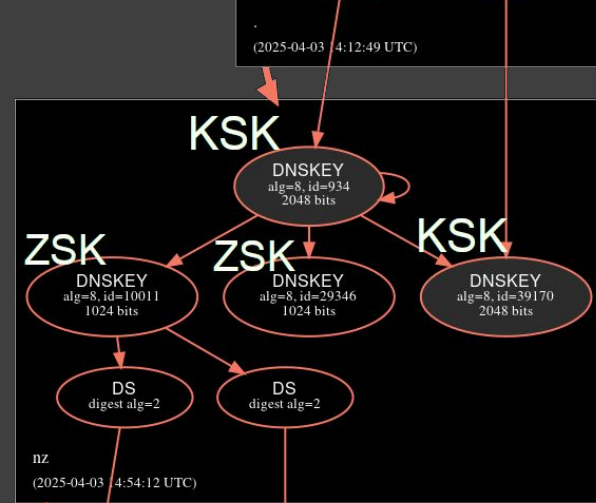 .
(2025-04-03 14:12:49 UTC)
KSK
DNSKEY
alg=8, id=934
2048 bits
ZSK
DNSKEY
alg=8, id=10011
1024 bits
ZSK
DNSKEY
alg=8, id=29346
1024 bits
KSK
DNSKEY
alg=8, id=39170
2048 bits
DS
digest alg=2
DS
digest alg=2
nz
(2025-04-03 14:54:12 UTC)